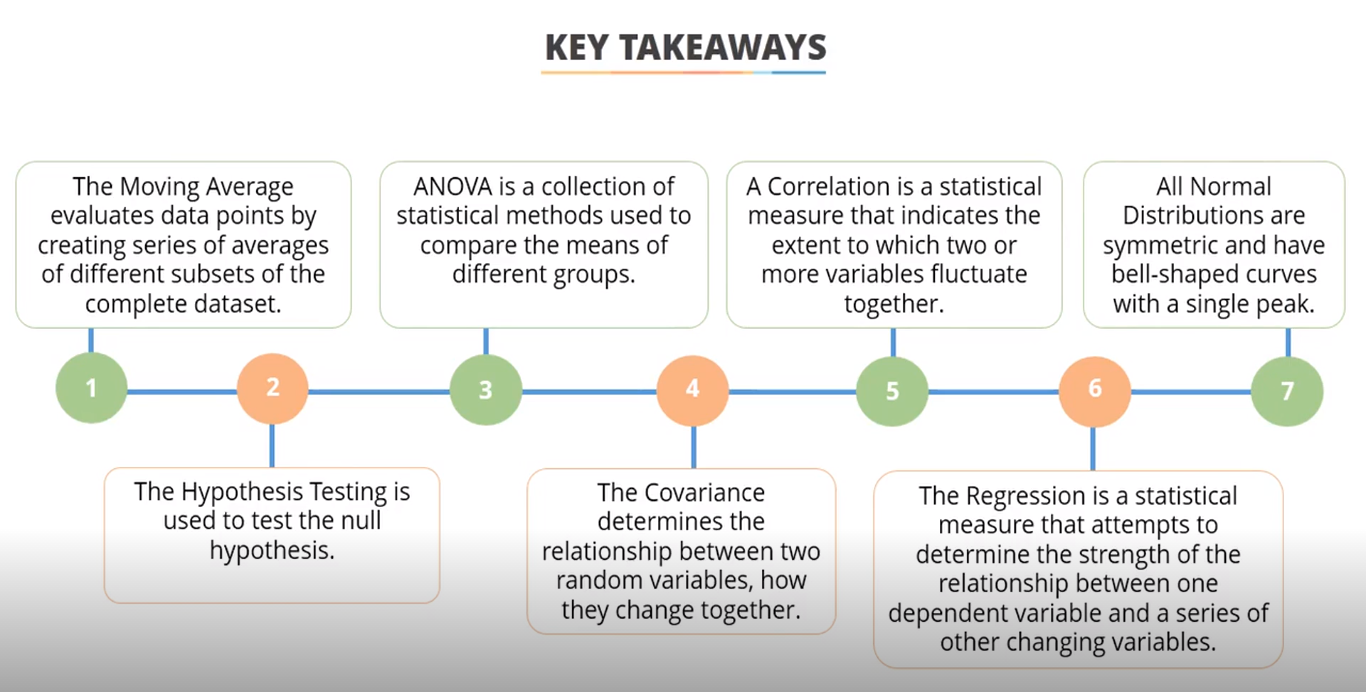 KEY TAKEAWAYS
The Moving Average
evaluates data points by
creating series of averages
of different subsets of the
complete dataset.
ANOVA is a collection of
statistical methods used to
compare the means of
different groups.
A Correlation is a statistical
measure that indicates the
extent to which two or
more variables fluctuate
together.
All Normal
Distributions are
symmetric and have
bell-shaped curves
with a single peak.
1
2
3
4
5
6
7
The Hypothesis Testing is
used to test the null
hypothesis.
The Covariance
determines the
relationship between two
random variables, how
they change together.
The Regression is a statistical
measure that attempts to
determine the strength of the
relationship between one
dependent variable and a series of
other changing variables.